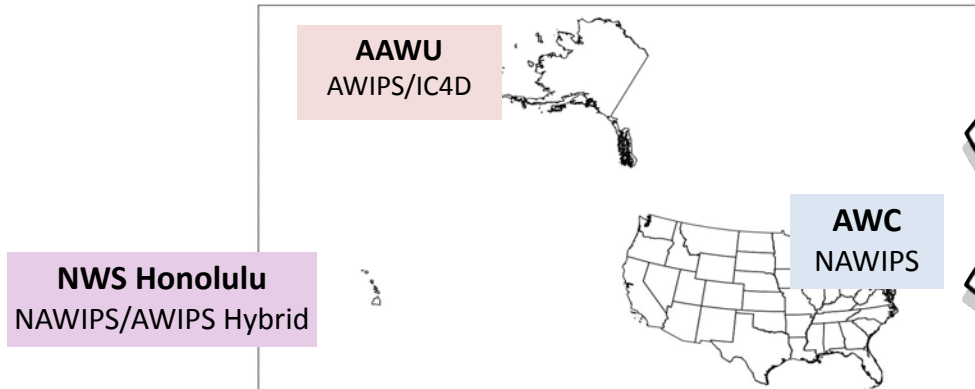 AAWU
AWIPS/IC4D
AWC
NAWIPS
NWS Honolulu
NAWIPS/AWIPS Hybrid